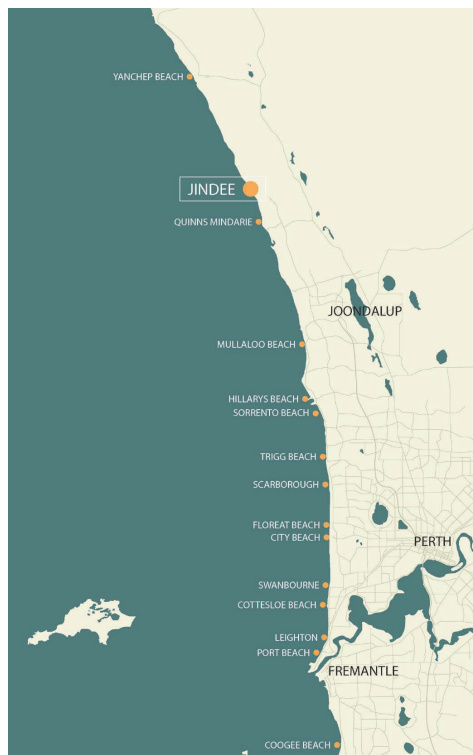 YANCHEP BEACH
JINDEE
QUINNS MINDARIE
JOONDALUP
MULLALOO BEACH
HILLARYS BEACH
SORRENTO BEACH
TRIGG BEACH
SCARBOROUGH
FLOREAT BEACH
CITY BEACH
PERTH
SWANBOURNE
COTTESLOE BEACH
LEIGHTON
PORT BEACH
FREMANTLE
COOGEE BEACH